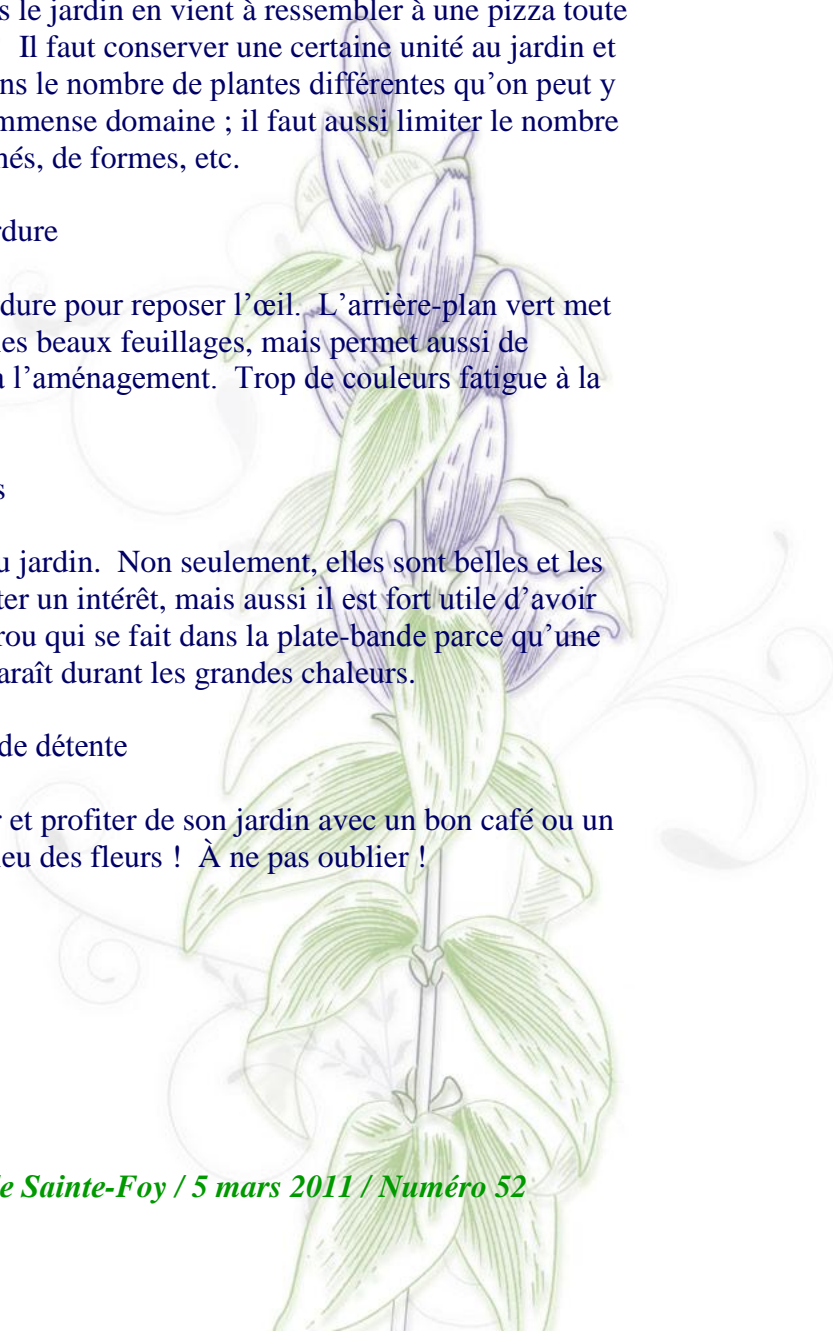 s le jardin en vient à ressembler à une pizza toute
Il faut conserver une certaine unité au jardin et
ns le nombre de plantes différentes qu'on peut y
mmense domaine ; il faut aussi limiter le nombre
nés, de formes, etc.
rdure
dure pour reposer l'œil. L'arrière-plan vert met
les beaux feuillages, mais permet aussi de
à l'aménagement. Trop de couleurs fatigue à la
s
u jardin. Non seulement, elles sont belles et les
ter un intérêt, mais aussi il est fort utile d'avoir
rou qui se fait dans la plate-bande parce qu'une
araît durant les grandes chaleurs.
de détente
r et profiter de son jardin avec un bon café ou un
ieu des fleurs ! À ne pas oublier !
le Sainte-Foy / 5 mars 2011 / Numéro 52